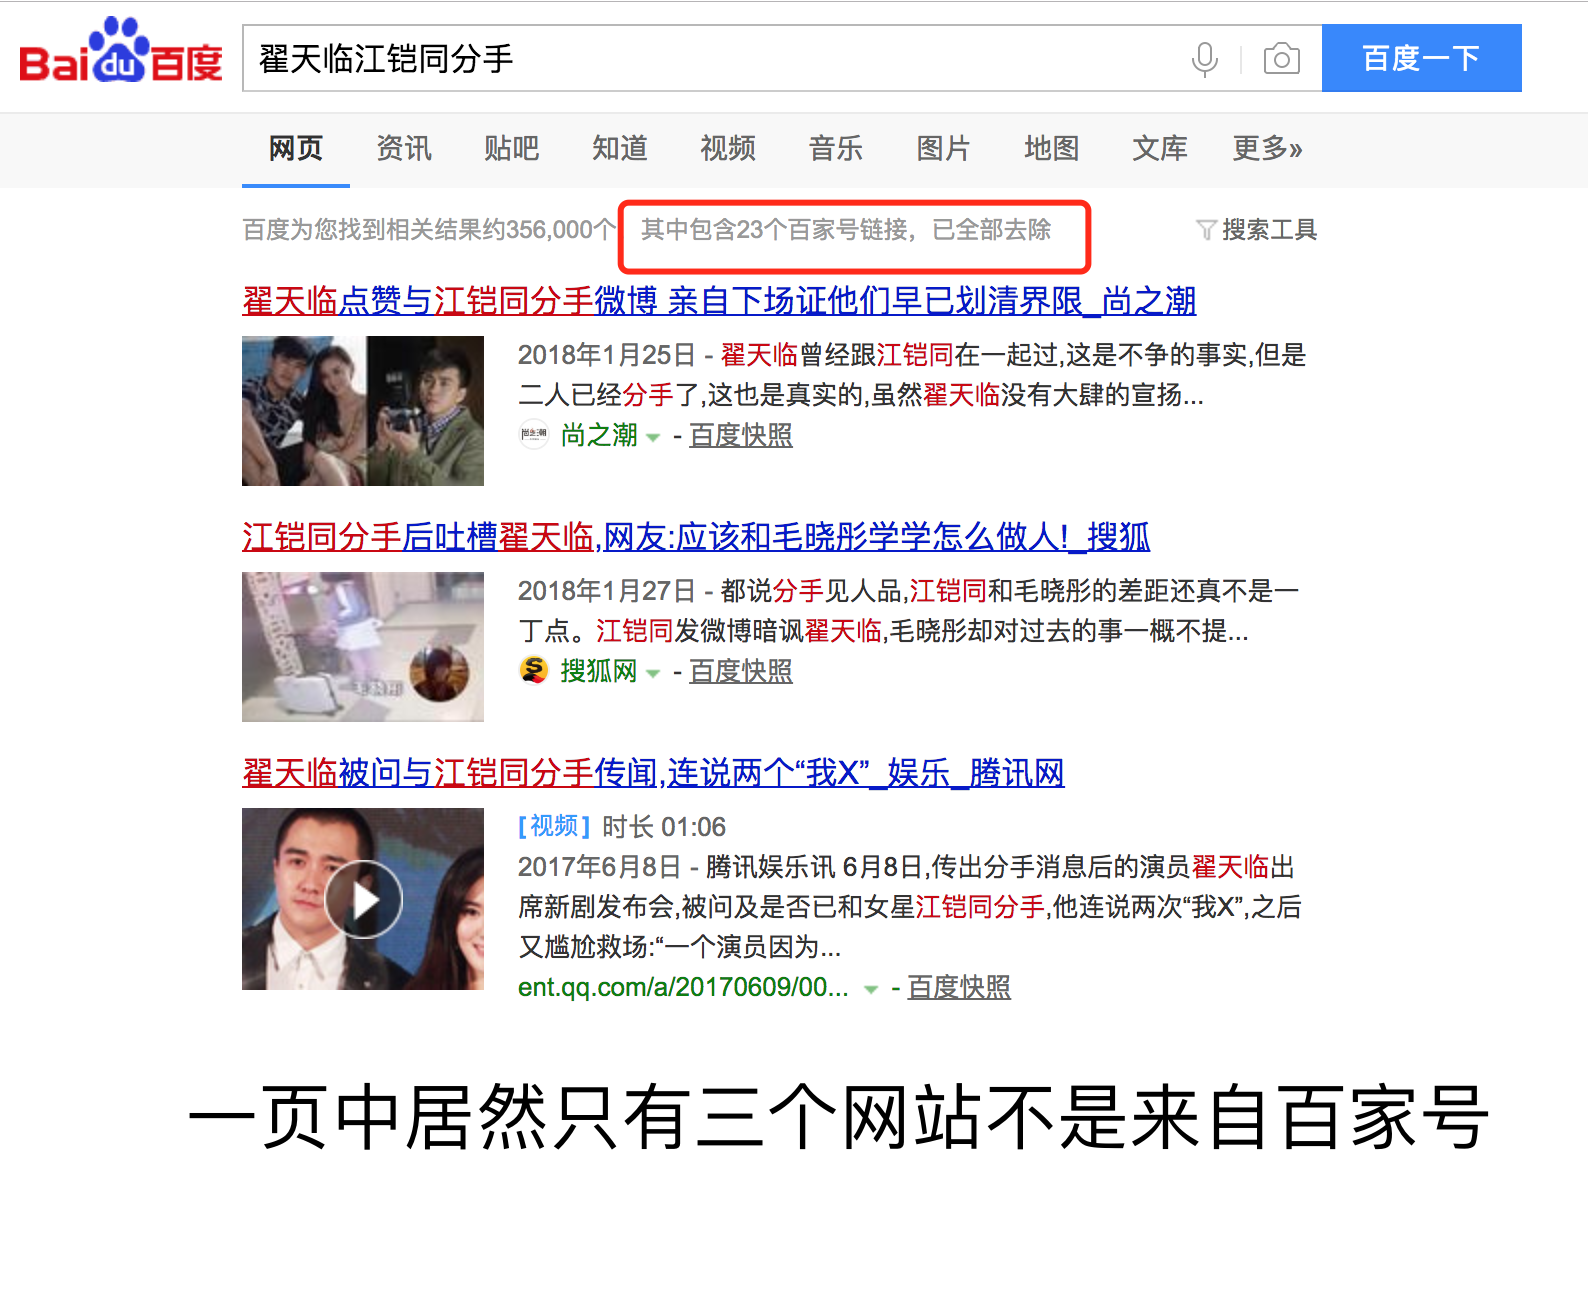 Bai du 百度
翟天临江铠同分手
百度一下
网页 资讯 贴吧 知道 视频 音乐 图片 地图 文库 更多»
百度为您找到相关结果约356,000个 其中包含23个百家号链接，已全部去除 搜索工具
翟天临点赞与江铠同分手微博 亲自下场证他们早已划清界限_尚之潮
2018年1月25日 - 翟天临曾经跟江铠同在一起过,这是不争的事实,但是
二人已经分手了,这也是真实的,虽然翟天临没有大肆的宣扬...
尚之潮 - 百度快照
江铠同分手后吐槽翟天临,网友:应该和毛晓彤学学怎么做人!_搜狐
2018年1月27日 - 都说分手见人品,江铠同和毛晓彤的差距还真不是一
丁点。江铠同发微博暗讽翟天临,毛晓彤却对过去的事一概不提...
搜狐网 - 百度快照
翟天临被问与江铠同分手传闻,连说两个“我X”_娱乐_腾讯网
[视频] 时长 01:06
2017年6月8日 - 腾讯娱乐讯 6月8日,传出分手消息后的演员翟天临出
席新剧发布会,被问及是否已和女星江铠同分手,他连说两次“我X”,之后
又尴尬救场:“一个演员因为...
ent.qq.com/a/20170609/00... - 百度快照
一页中居然只有三个网站不是来自百家号